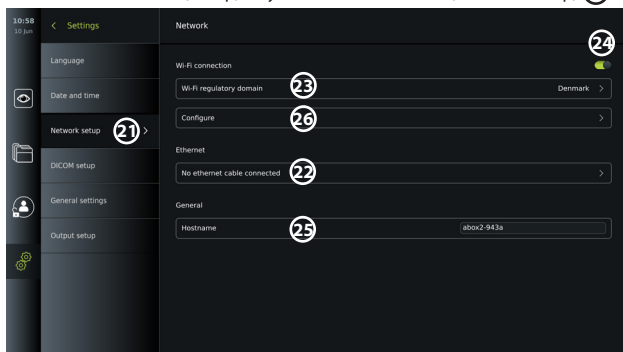 10:58
10 Jun
Settings
Network
24
Language
Wi-Fi connection
Date and time
Wi-Fi regulatory domain 23 Denmark
Configure 26
Network setup 21
Ethernet
DICOM setup
No ethernet cable connected 22
General settings
General
Hostname 25 abox2-943a
Output setup